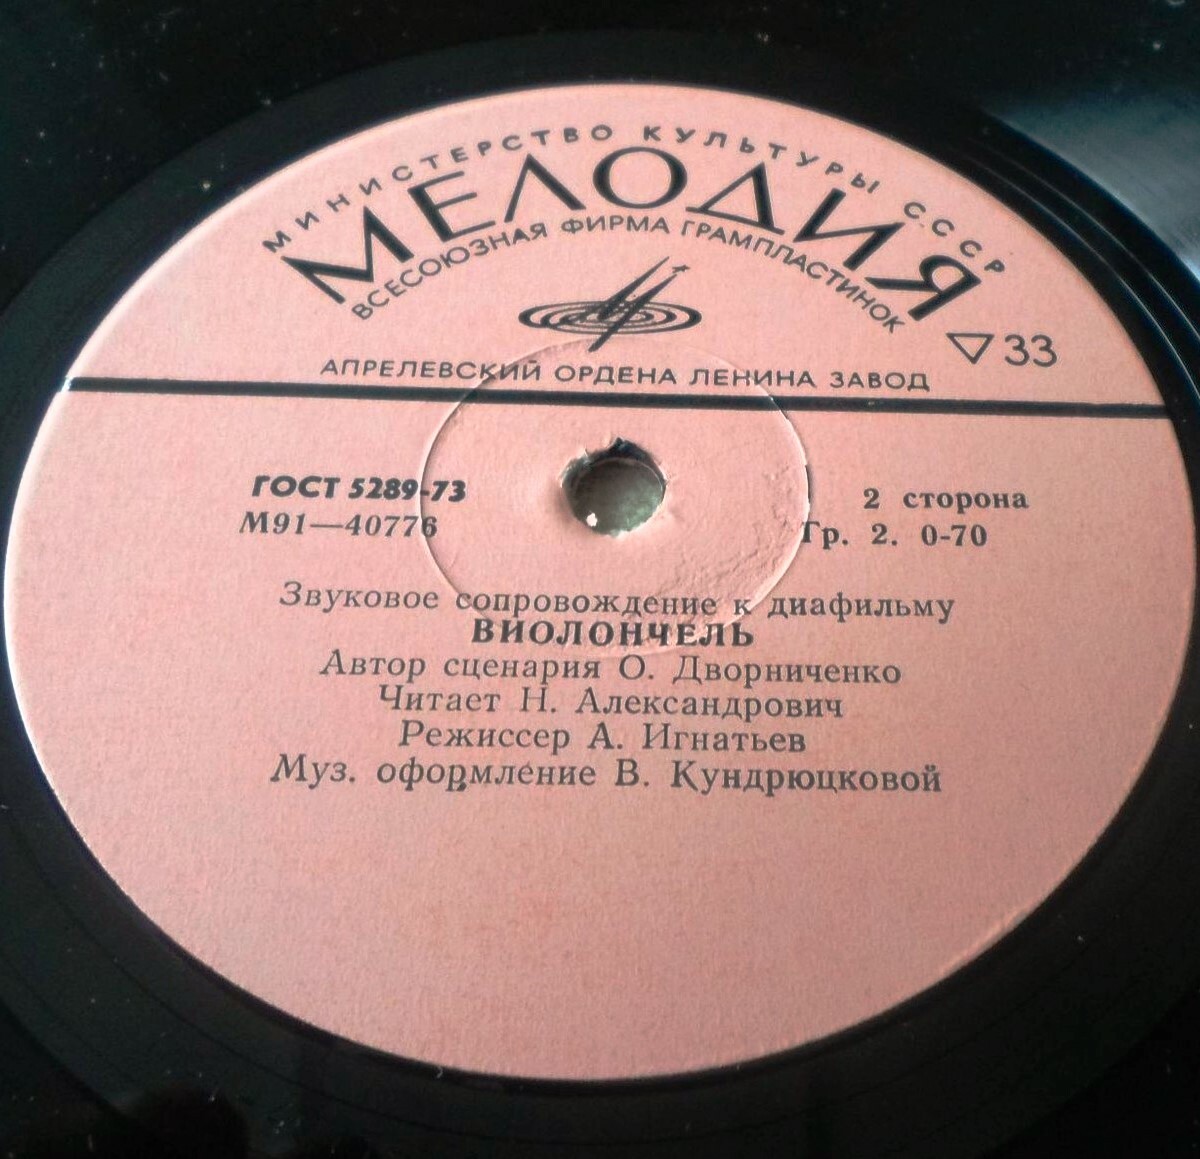 МИНИСТЕРСТВО КУЛЬТУРЫ СССР
МЕЛОДИЯ
ВСЕСОЮЗНАЯ ФИРМА ГРАМПЛАСТИНОК
▽33
АПРЕЛЕВСКИЙ ОРДЕНА ЛЕНИНА ЗАВОД
ГОСТ 5289-73
М91—40776
2 сторона
Гр. 2. 0-70
Звуковое сопровождение к диафильму
ВИОЛОНЧЕЛЬ
Автор сценария О. Дворниченко
Читает Н. Александрович
Режиссер А. Игнатьев
Муз. оформление В. Кундрюцковой